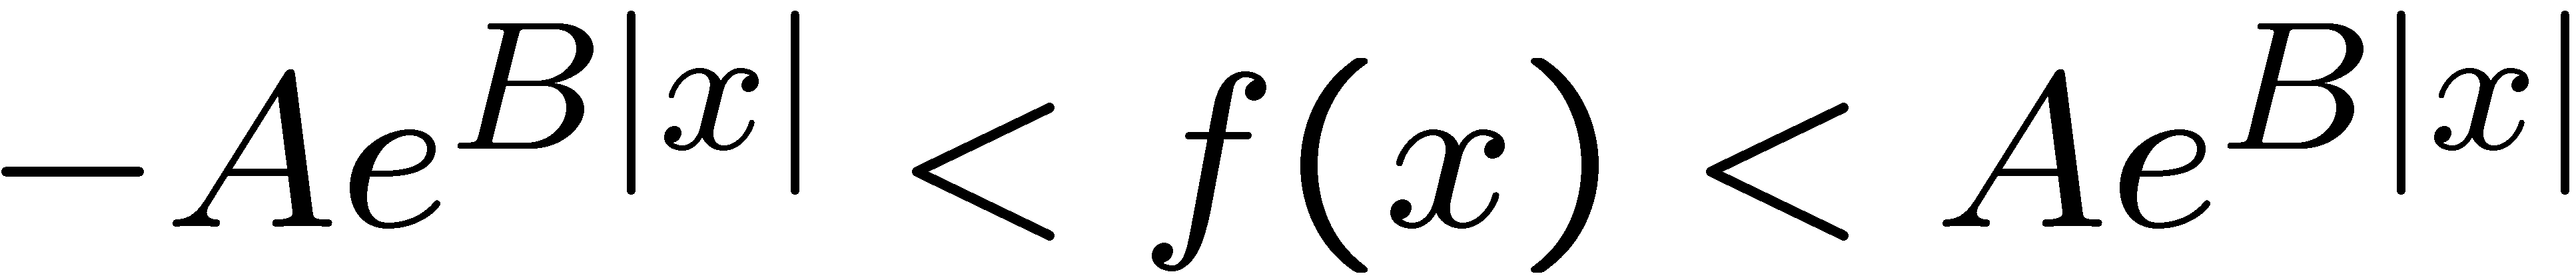 $-Ae^{B|x|} < f(x) < Ae^{B|x|}$